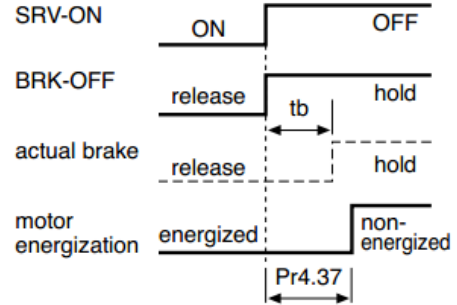 SRV-ON ON OFF
BRK-OFF release hold
tb
actual brake release hold
motor energization energized non-energized
Pr4.37